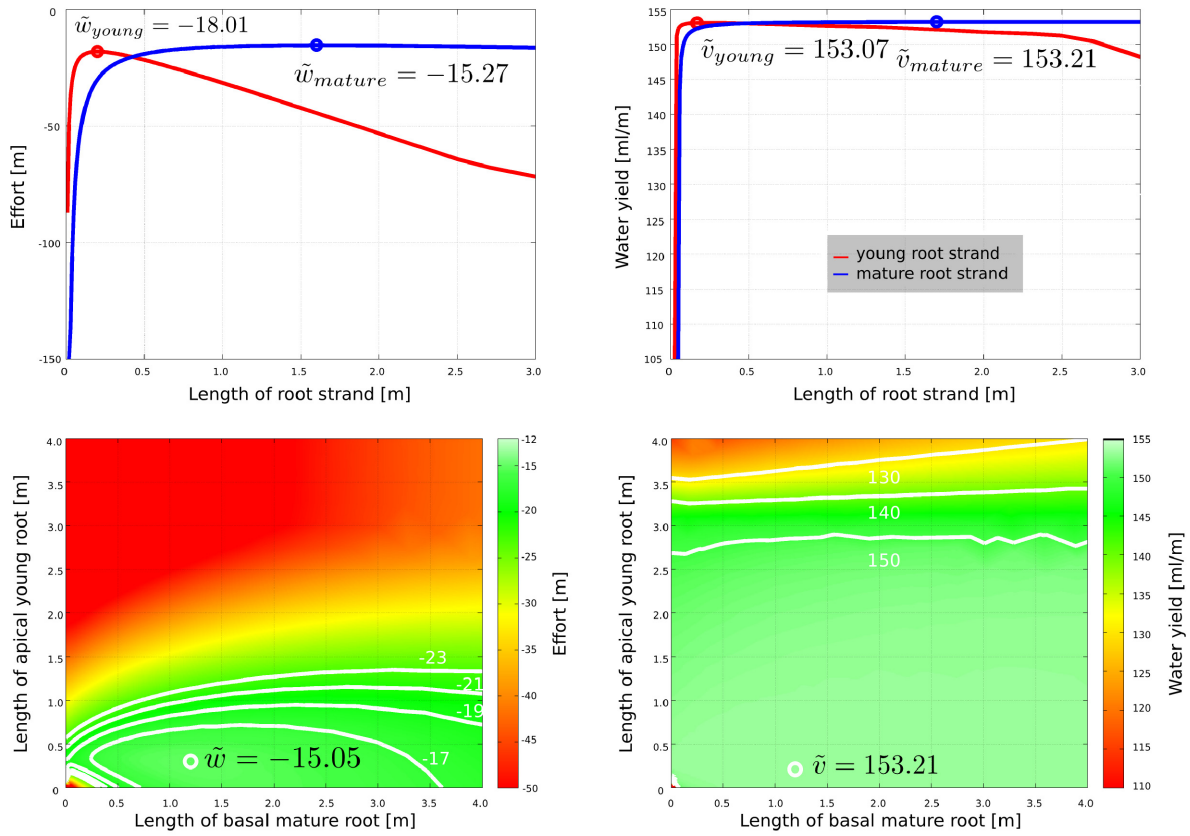 w̃_young = −18.01
w̃_mature = −15.27
0
-50
-100
-150
Effort [m]
0 0.5 1.0 1.5 2.0 2.5 3.0
Length of root strand [m]
ṽ_young = 153.07
ṽ_mature = 153.21
155
150
145
140
135
130
125
120
115
110
105
Water yield [ml/m]
young root strand
mature root strand
0 0.5 1.0 1.5 2.0 2.5 3.0
Length of root strand [m]
4.0
3.5
3.0
2.5
2.0
1.5
1.0
0.5
0
Length of apical young root [m]
-23
-21
-19
-17
w̃ = −15.05
0 0.5 1.0 1.5 2.0 2.5 3.0 3.5 4.0
Length of basal mature root [m]
-12
-15
-20
-25
-30
-35
-40
-45
-50
Effort [m]
4.0
3.5
3.0
2.5
2.0
1.5
1.0
0.5
0
Length of apical young root [m]
130
140
150
ṽ = 153.21
0 0.5 1.0 1.5 2.0 2.5 3.0 3.5 4.0
Length of basal mature root [m]
155
150
145
140
135
130
125
120
115
110
Water yield [ml/m]